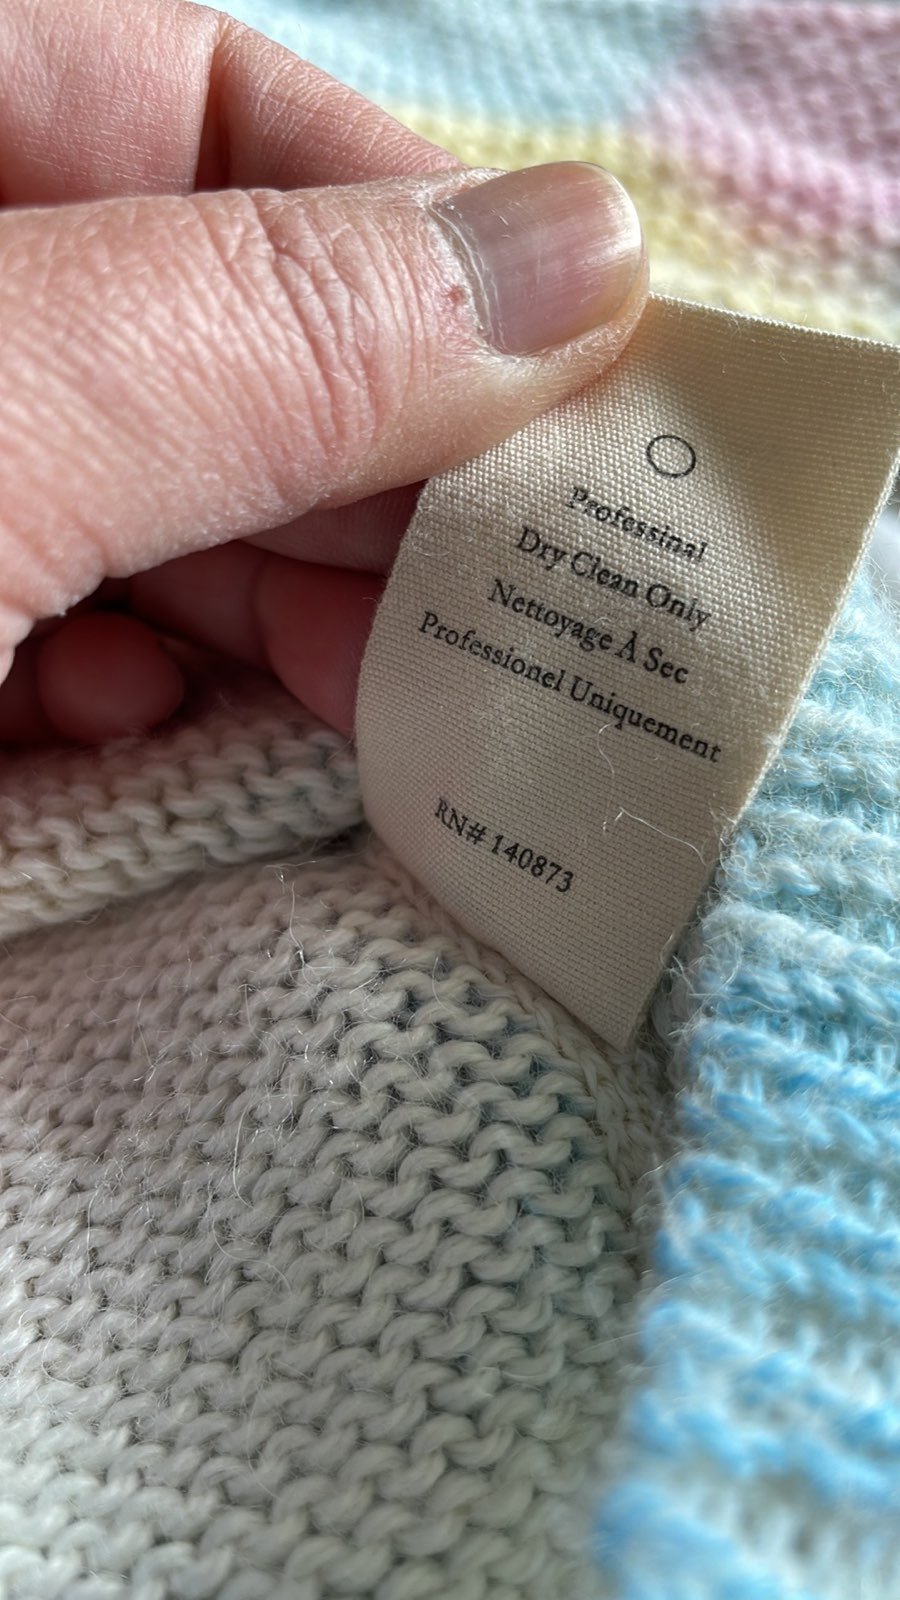 Professinal
Dry Clean Only
Nettoyage À Sec
Professionel Uniquement
RN# 140873